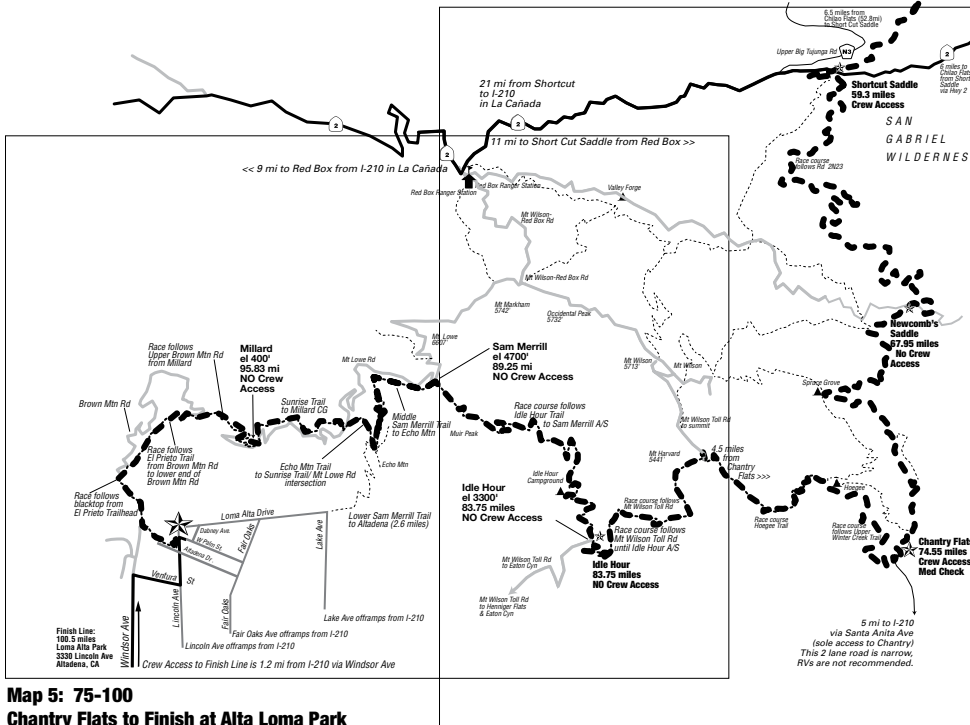 6.5 miles from
Chilao Flats (52.8mi)
to Short Cut Saddle
Upper Big Tujunga Rd
N3
2
6 miles to
Chilao Flats
from Short
Saddle
via Hwy 2
Shortcut Saddle
59.3 miles
Crew Access
SAN
GABRIEL
WILDERNES
21 mi from Shortcut
to I-210
in La Cañada
2
2
2
11 mi to Short Cut Saddle from Red Box >>
<< 9 mi to Red Box from I-210 in La Cañada
Race course
follows Rd 2N23
Red Box Ranger Station
Red Box Ranger Station
Valley Forge
Mt Wilson-
Red Box Rd
Mt Wilson-Red Box Rd
Mt Markham
5742'
Occidental Peak
5732'
Mt. Lowe
Newcomb's
Saddle
67.95 miles
No Crew
Access
Race follows
Upper Brown Mtn Rd
from Millard
Millard
el 400'
95.83 mi
NO Crew
Access
Mt Lowe Rd
Sam Merrill
el 4700'
89.25 mi
NO Crew
Access
Mt Wilson
5713'
Mt Wilson
Spruce Grove
Brown Mtn Rd
Sunrise Trail
to Millard CG
Middle
Sam Merrill Trail
to Echo Mtn
Muir Peak
Race course follows
Idle Hour Trail
to Sam Merrill A/S
Mt Wilson Toll Rd
to summit
Race follows
El Prieto Trail
from Brown Mtn Rd
to lower end of
Brown Mtn Rd
Echo Mtn Trail
to Sunrise Trail/ Mt Lowe Rd
intersection
Echo Mtn
Mt Harvard
5441'
4.5 miles
from
Chantry
Flats >>>
Idle Hour
Campground
Hoegee
Race follows
blacktop from
El Prieto Trailhead
Idle Hour
el 3300'
83.75 miles
NO Crew Access
Race course follows
Mt Wilson Toll Rd
Race course
Hoegee Trail
Race course
follows Upper
Winter Creek Trail
Loma Alta Drive
Lower Sam Merrill Trail
to Altadena (2.6 miles)
Dabney Ave.
W Palm St
Altadena Dr.
Fair Oaks
Lake Ave
Race course follows
Mt Wilson Toll Rd
until Idle Hour A/S
Chantry Flats
74.55 miles
Crew Access
Med Check
Mt Wilson Toll Rd
to Eaton Cyn
Idle Hour
83.75 miles
NO Crew Access
Ventura St
Lincoln Ave
Fair Oaks
Mt Wilson Toll Rd
to Henniger Flats
& Eaton Cyn
Lake Ave offramps from I-210
Fair Oaks Ave offramps from I-210
Lincoln Ave offramps from I-210
Windsor Ave
Finish Line:
100.5 miles
Loma Alta Park
3330 Lincoln Ave
Altadena, CA
Crew Access to Finish Line is 1.2 mi from I-210 via Windsor Ave
5 mi to I-210
via Santa Anita Ave
(sole access to Chantry)
This 2 lane road is narrow,
RVs are not recommended.
Map 5: 75-100
Chantry Flats to Finish at Alta Loma Park